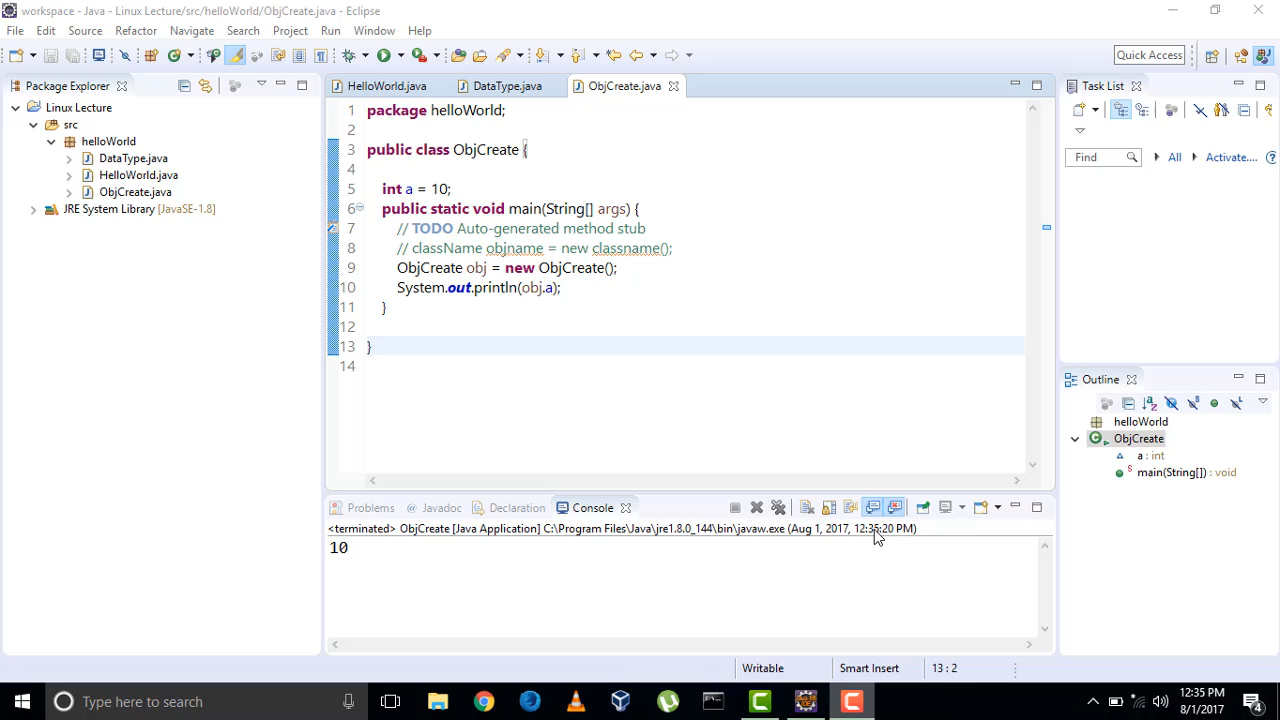 workspace - Java - Linux Lecture/src/helloWorld/ObjCreate.java - Eclipse
File Edit Source Refactor Navigate Search Project Run Window Help
Quick Access
Package Explorer
Linux Lecture
src
helloWorld
DataType.java
HelloWorld.java
ObjCreate.java
JRE System Library [JavaSE-1.8]
HelloWorld.java DataType.java ObjCreate.java
1 package helloWorld;
2
3 public class ObjCreate {
4
5 int a = 10;
6 public static void main(String[] args) {
7 // TODO Auto-generated method stub
8 // className objname = new classname();
9 ObjCreate obj = new ObjCreate();
10 System.out.println(obj.a);
11 }
12
13 }
14
Task List
Find All Activate...
Outline
helloWorld
ObjCreate
a : int
main(String[]) : void
Problems Javadoc Declaration Console
<terminated> ObjCreate [Java Application] C:\Program Files\Java\jre1.8.0_144\bin\javaw.exe (Aug 1, 2017, 12:35:20 PM)
10
Writable Smart Insert 13 : 2
Type here to search
12:35 PM
8/1/2017
4